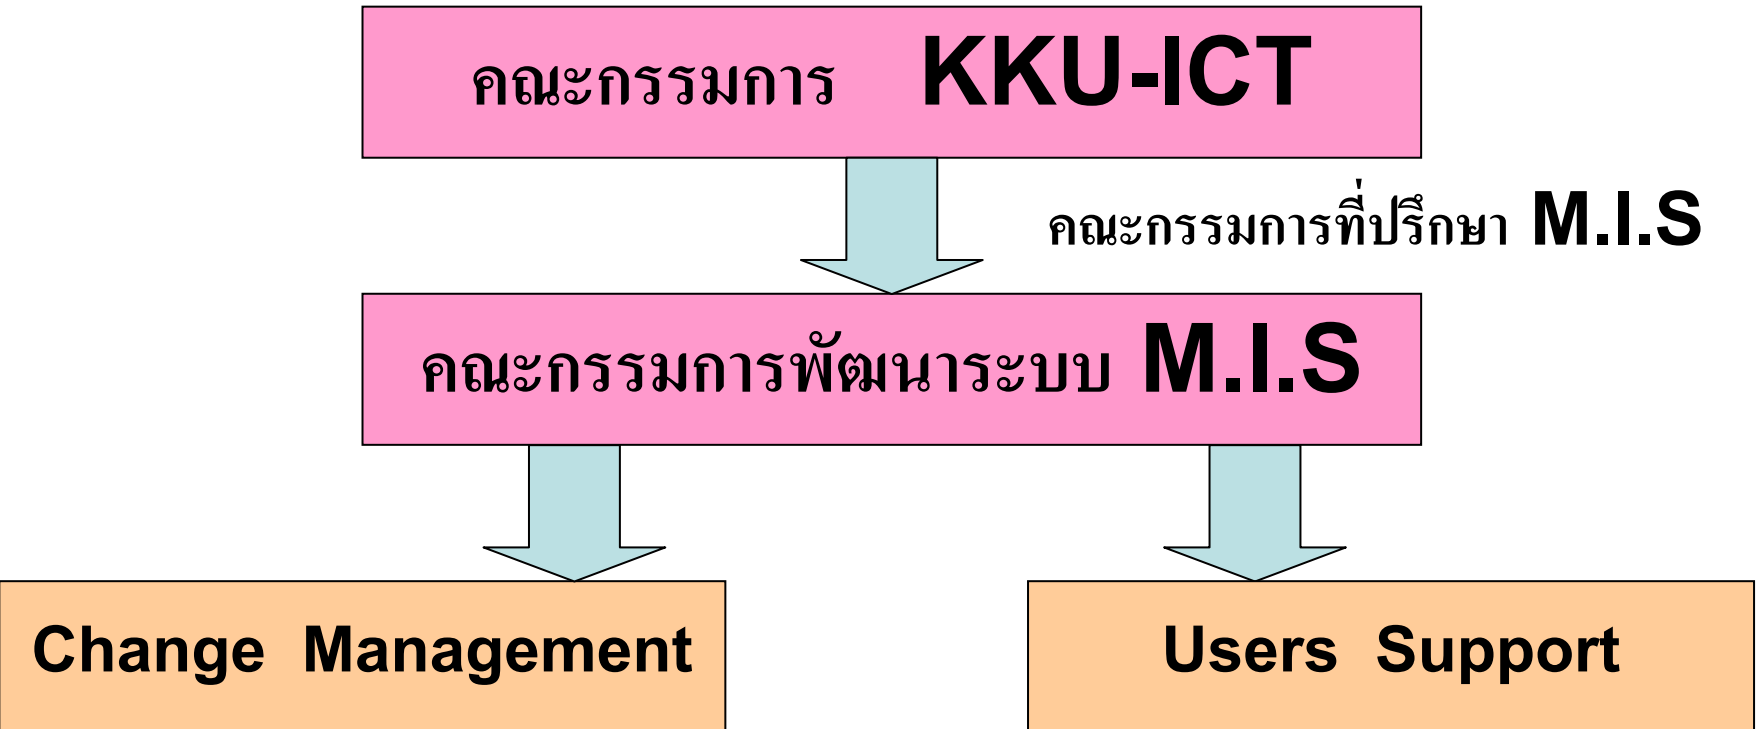 คณะกรรมการ KKU-ICT
คณะกรรมการที่ปรึกษา M.I.S
คณะกรรมการพัฒนาระบบ M.I.S
Change Management
Users Support